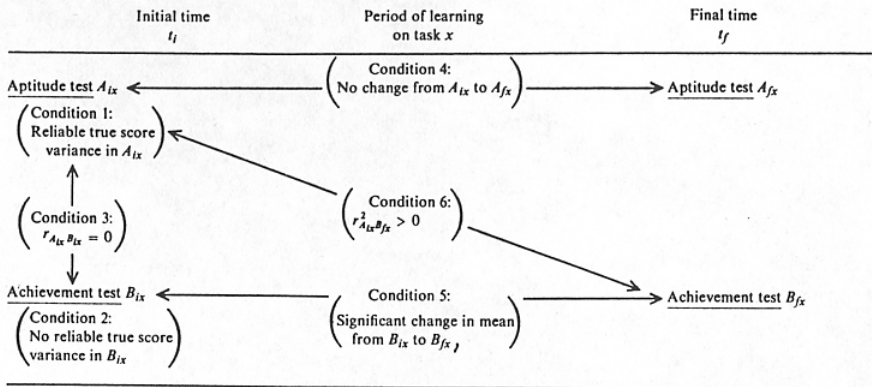 Initial time
t_i
Period of learning
on task x
Final time
t_f
Condition 4:
No change from A_ix to A_fx
Aptitude test A_ix
Aptitude test A_fx
Condition 1:
Reliable true score
variance in A_ix
Condition 3:
r_{A_ix B_ix} = 0
Condition 6:
r²_{A_ix B_fx} > 0
Achievement test B_ix
Condition 5:
Achievement test B_fx
Condition 2:
No reliable true score
variance in B_ix
Significant change in mean
from B_ix to B_fx,